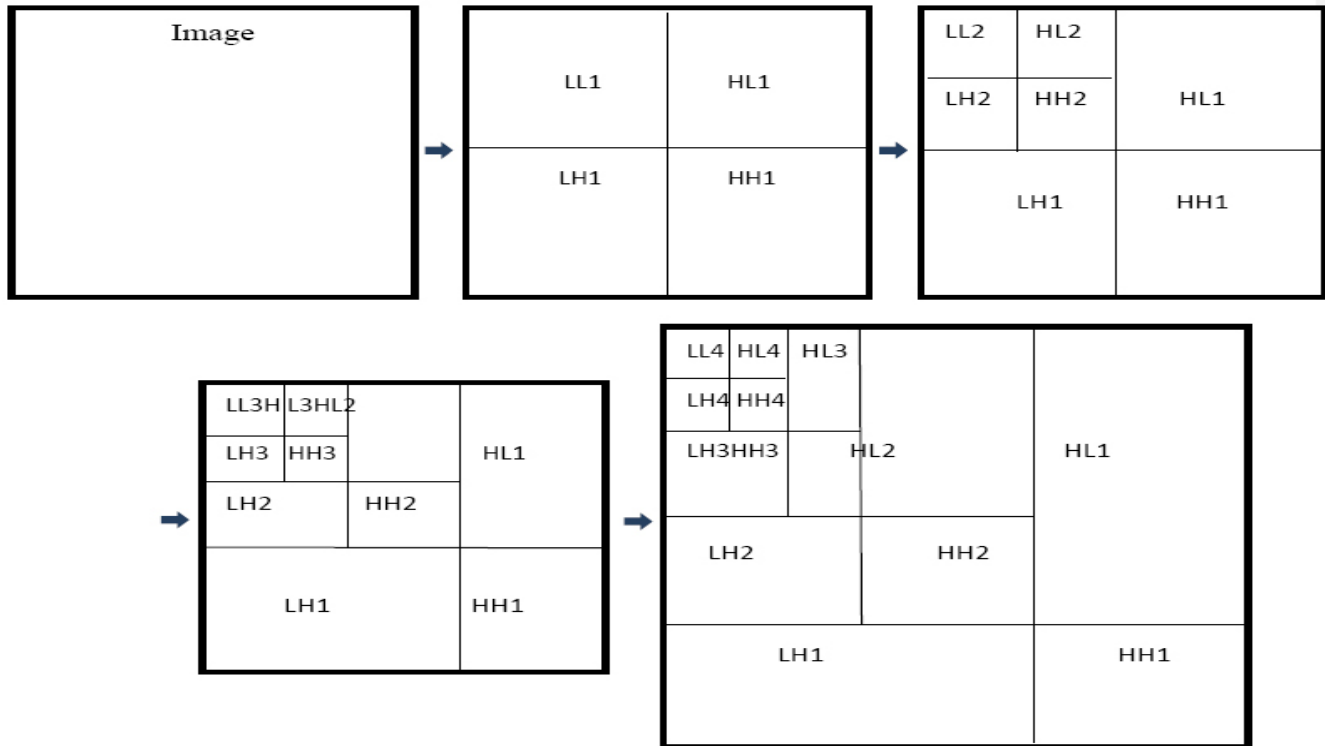 Image
LL1 HL1
LH1 HH1
LL2 HL2
LH2 HH2 HL1
LH1 HH1
LL3H L3HL2
LH3 HH3 HL1
LH2 HH2
LH1 HH1
LL4 HL4 HL3
LH4 HH4
LH3HH3 HL2 HL1
LH2 HH2
LH1 HH1